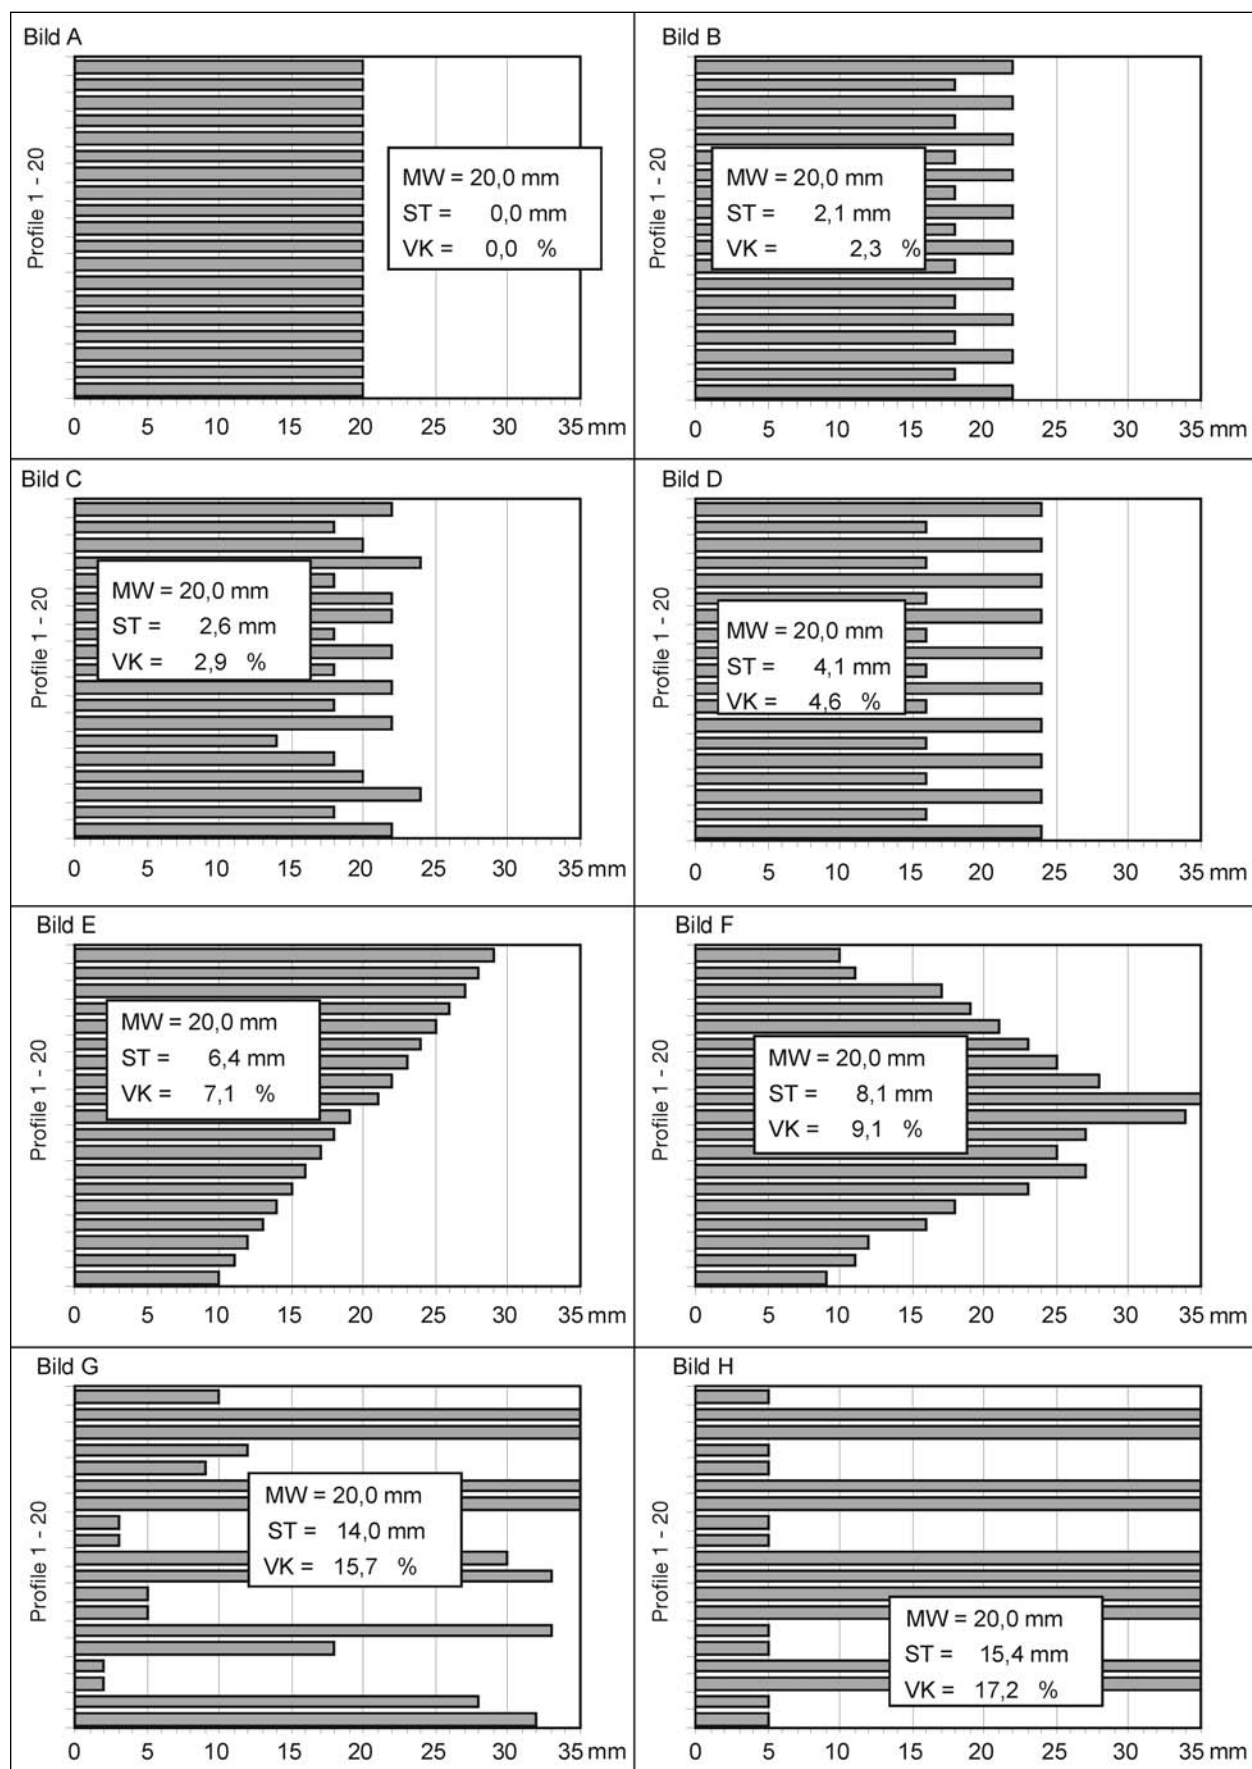 Bild A
Profile 1 - 20
MW = 20,0 mm
ST = 0,0 mm
VK = 0,0 %
0 5 10 15 20 25 30 35 mm
Bild B
Profile 1 - 20
MW = 20,0 mm
ST = 2,1 mm
VK = 2,3 %
0 5 10 15 20 25 30 35 mm
Bild C
Profile 1 - 20
MW = 20,0 mm
ST = 2,6 mm
VK = 2,9 %
0 5 10 15 20 25 30 35 mm
Bild D
Profile 1 - 20
MW = 20,0 mm
ST = 4,1 mm
VK = 4,6 %
0 5 10 15 20 25 30 35 mm
Bild E
Profile 1 - 20
MW = 20,0 mm
ST = 6,4 mm
VK = 7,1 %
0 5 10 15 20 25 30 35 mm
Bild F
Profile 1 - 20
MW = 20,0 mm
ST = 8,1 mm
VK = 9,1 %
0 5 10 15 20 25 30 35 mm
Bild G
Profile 1 - 20
MW = 20,0 mm
ST = 14,0 mm
VK = 15,7 %
0 5 10 15 20 25 30 35 mm
Bild H
Profile 1 - 20
MW = 20,0 mm
ST = 15,4 mm
VK = 17,2 %
0 5 10 15 20 25 30 35 mm